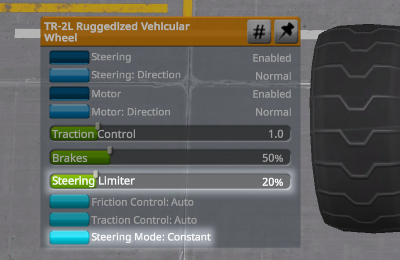 TR-2L Ruggedized Vehicular
Wheel
#
Steering Enabled
Steering: Direction Normal
Motor Enabled
Motor: Direction Normal
Traction Control 1.0
Brakes 50%
Steering Limiter 20%
Friction Control: Auto
Traction Control: Auto
Steering Mode: Constant